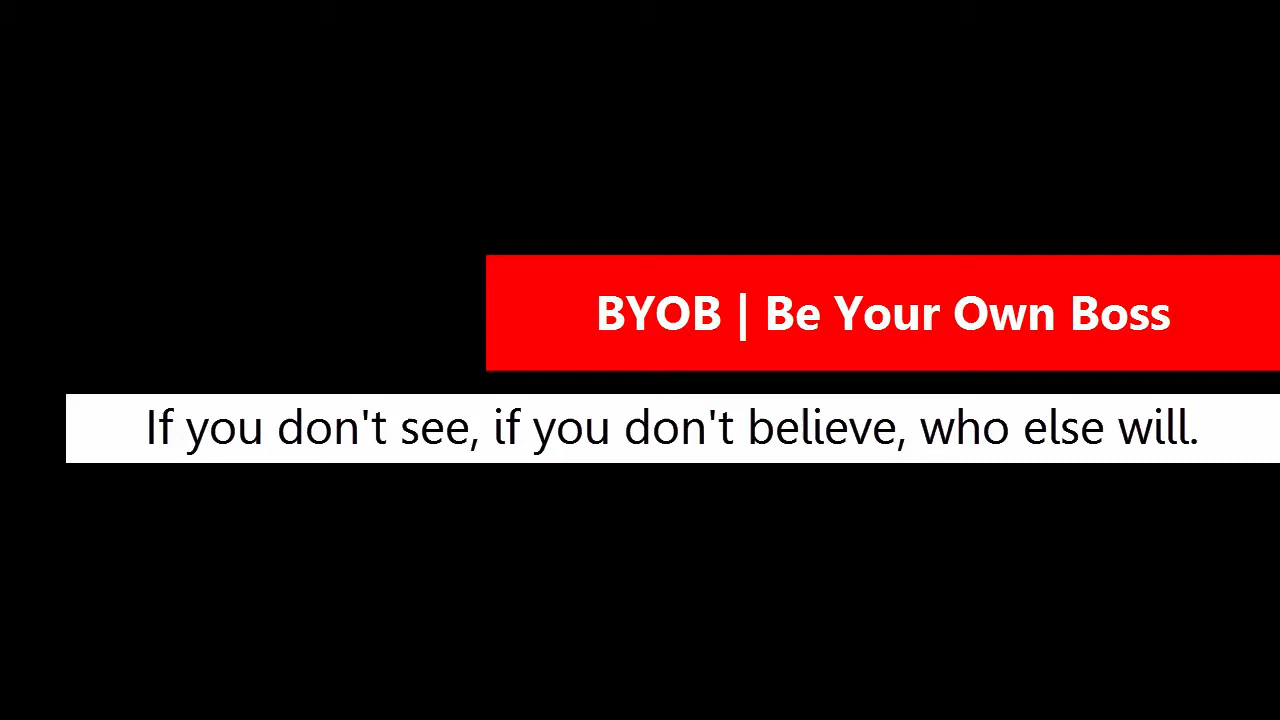 BYOB | Be Your Own Boss
If you don't see, if you don't believe, who else will.